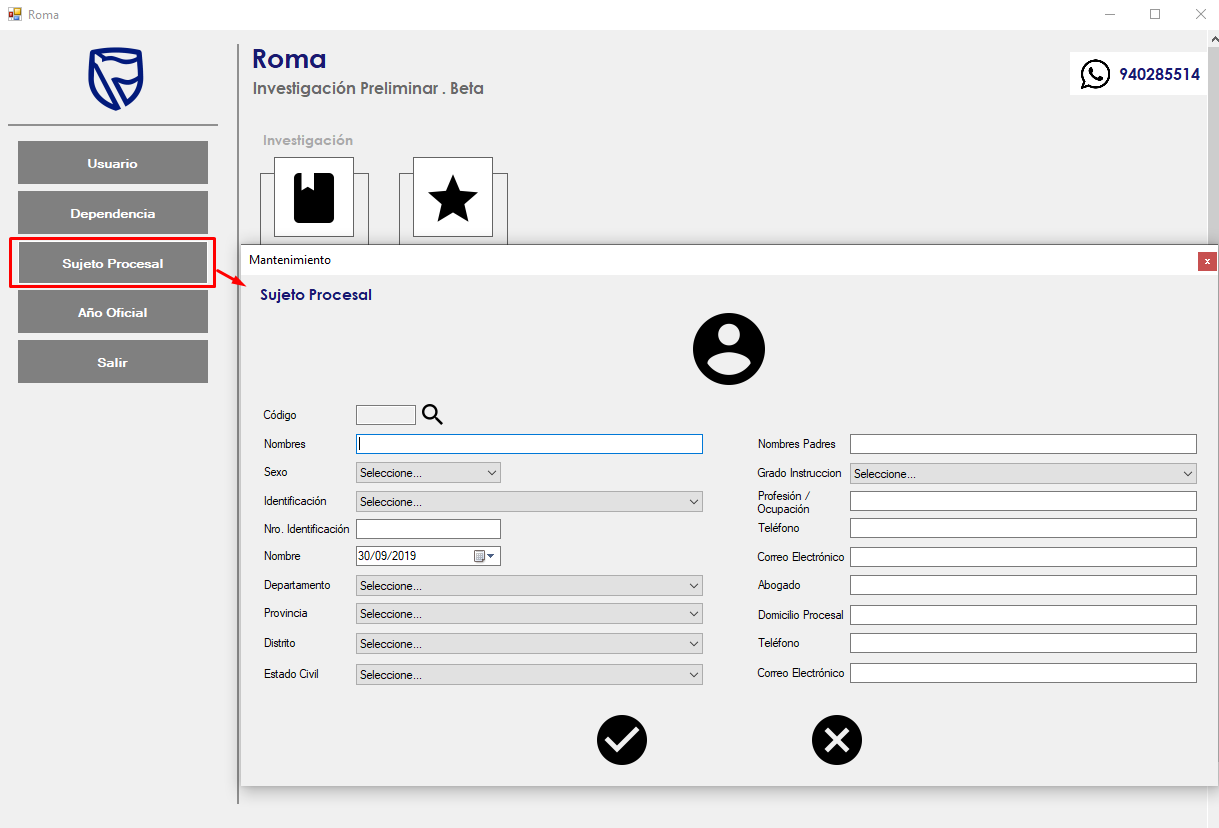 Roma
Roma
Investigación Preliminar . Beta
940285514
Usuario
Dependencia
Sujeto Procesal
Año Oficial
Salir
Investigación
Mantenimiento
x
Sujeto Procesal
Código
Nombres
Sexo Seleccione...
Identificación Seleccione...
Nro. Identificación
Nombre 30/09/2019
Departamento Seleccione...
Provincia Seleccione...
Distrito Seleccione...
Estado Civil Seleccione...
Nombres Padres
Grado Instruccion Seleccione...
Profesión /
Ocupación
Teléfono
Correo Electrónico
Abogado
Domicilio Procesal
Teléfono
Correo Electrónico